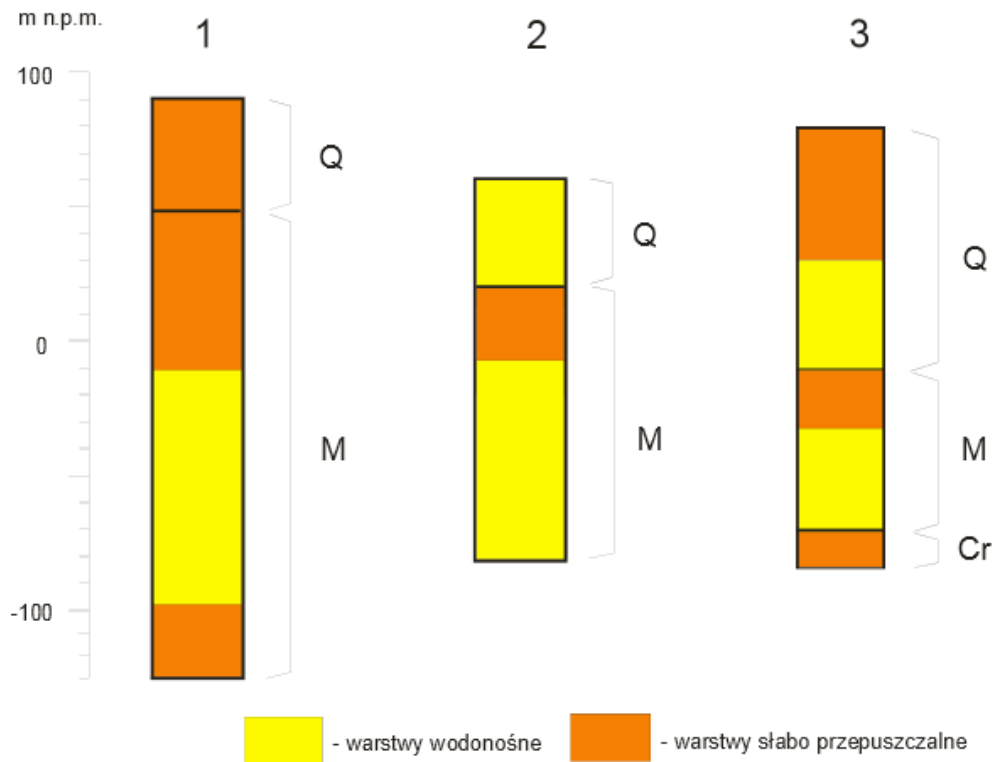 m n.p.m.
1
2
3
100
0
-100
Q
M
Q
M
Q
M
Cr
- warstwy wodonośne
- warstwy słabo przepuszczalne